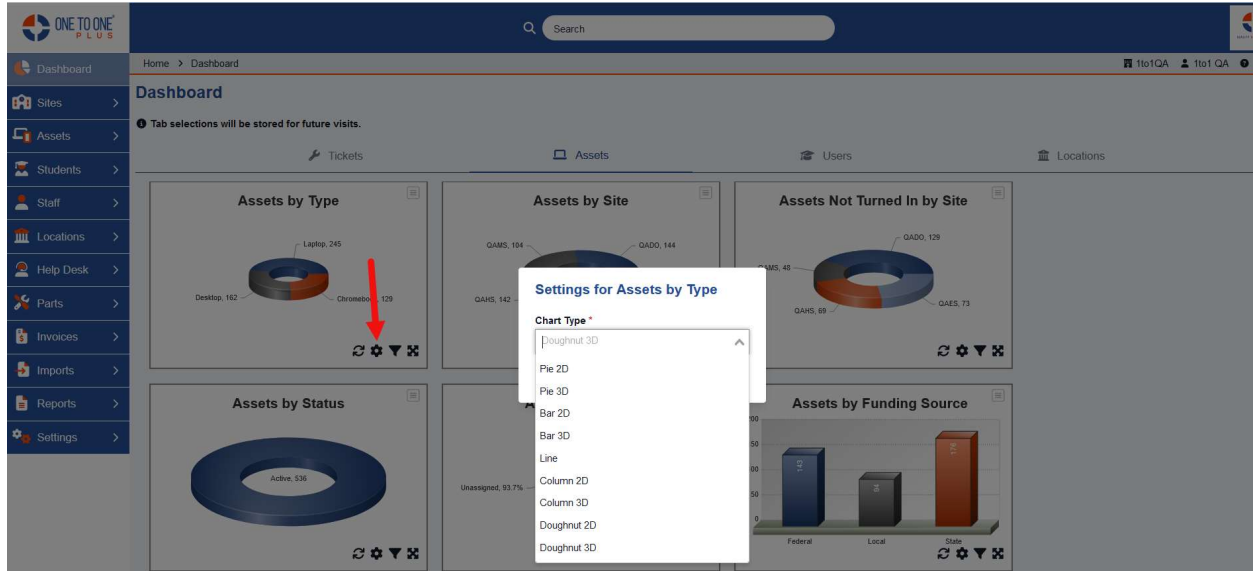 ONE TO ONE®
PLUS
Search
Home > Dashboard
1to1QA 1to1 QA
Dashboard
Sites
Assets
Students
Staff
Locations
Help Desk
Parts
Invoices
Imports
Reports
Settings
Dashboard
Tab selections will be stored for future visits.
Tickets
Assets
Users
Locations
Assets by Type
Laptop, 245
Desktop, 162
Chromebook, 129
Assets by Site
QAMS, 104
QADO, 144
QAHS, 142
Assets Not Turned In by Site
QADO, 129
QAMS, 48
QAHS, 69
QAES, 73
Settings for Assets by Type
Chart Type *
Doughnut 3D
Pie 2D
Pie 3D
Bar 2D
Bar 3D
Line
Column 2D
Column 3D
Doughnut 2D
Doughnut 3D
Assets by Status
Active, 536
Unassigned, 93.7%
Assets by Funding Source
143
94
176
50
0
Federal
Local
State